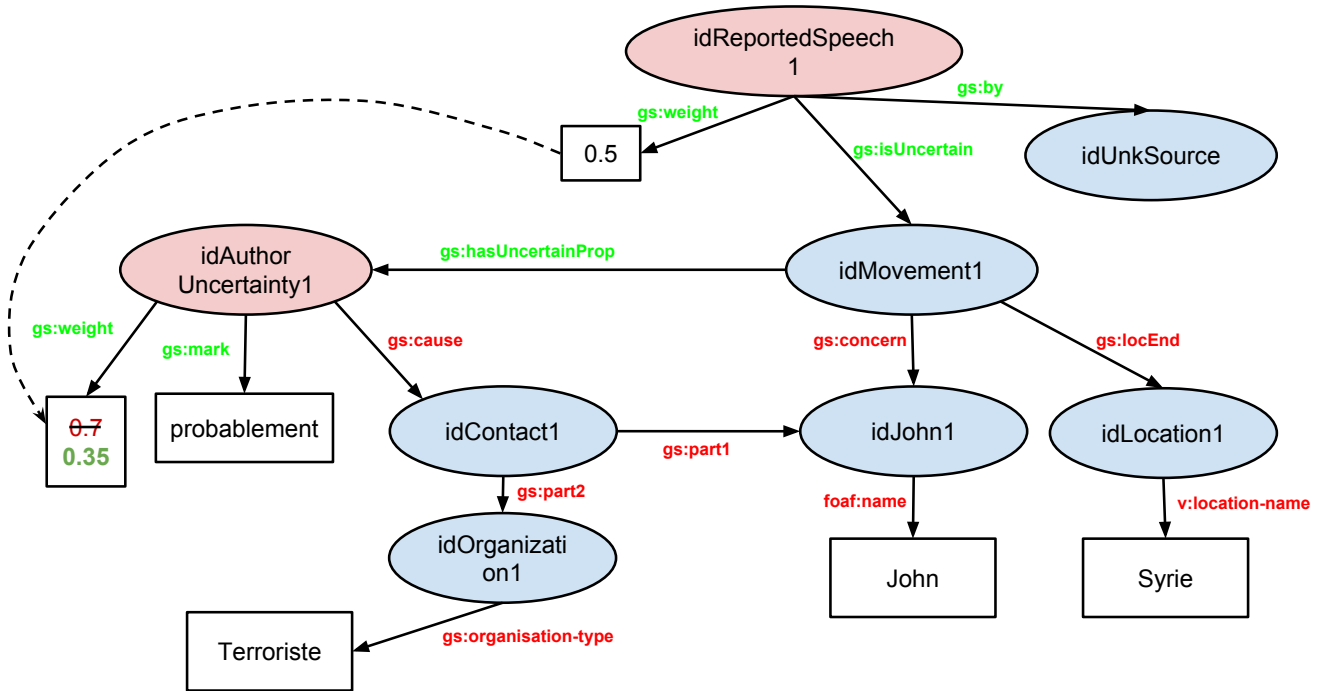 idReportedSpeech
1
gs:by
gs:weight
0.5
gs:isUncertain
idUnkSource
idAuthor
Uncertainty1
gs:hasUncertainProp
idMovement1
gs:weight
gs:mark
gs:cause
gs:concern
gs:locEnd
0.7
0.35
probablement
idContact1
gs:part1
idJohn1
idLocation1
gs:part2
foaf:name
v:location-name
idOrganizati
on1
John
Syrie
Terroriste
gs:organisation-type